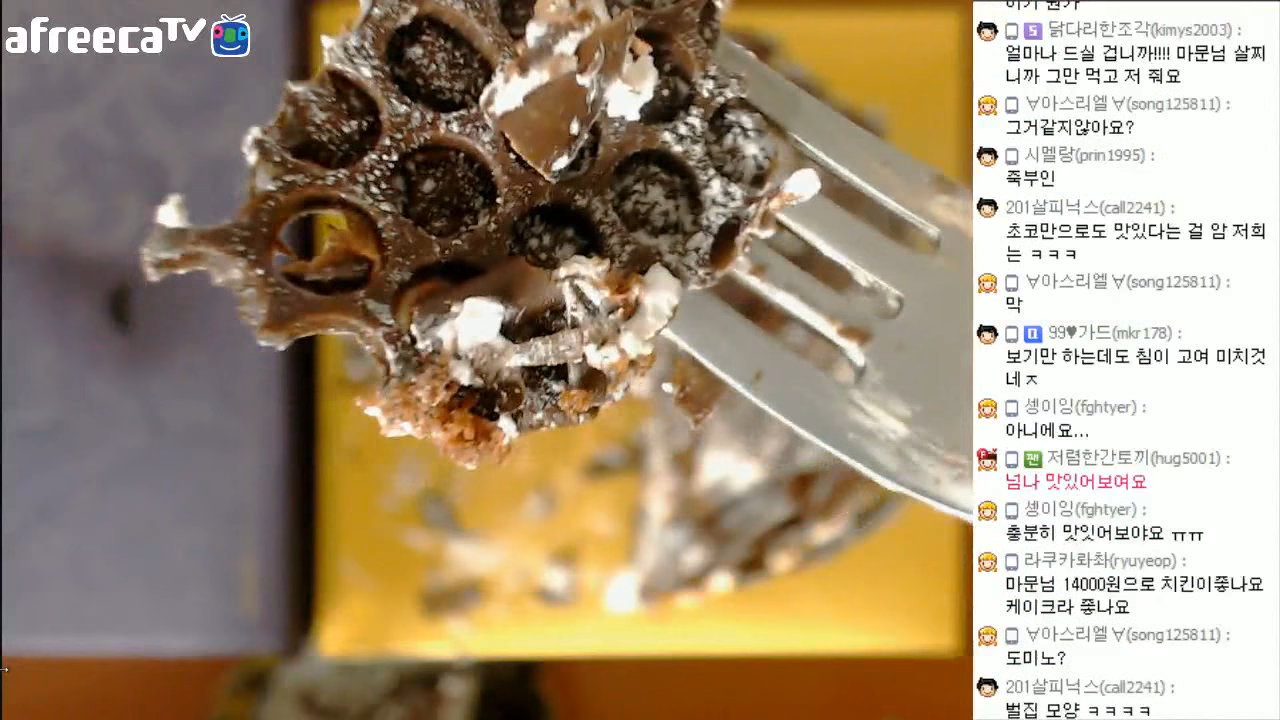 afreecaTV
닭다리한조각(kimys2003) :
얼마나 드실 겁니까!!!! 마문님 살찌
니까 그만 먹고 저 줘요
∀아스리엘∀(song125811) :
그거같지않아요?
시멜랑(prin1995) :
죽부인
201살피닉스(call2241) :
초코만으로도 맛있다는 걸 암 저희
는 ㅋㅋㅋ
∀아스리엘∀(song125811) :
막
99♥가드(mkr178) :
보기만 하는데도 침이 고여 미치것
네ㅈ
솅이잉(fghtyer) :
아니에요...
팬 저렴한간토끼(hug5001) :
넘나 맛있어보여요
솅이잉(fghtyer) :
충분히 맛잇어보야요 ㅠㅠ
라쿠카롸촤(ryuyeop) :
마문님 14000원으로 치킨이좋나요
케이크라 좋나요
∀아스리엘∀(song125811) :
도미노?
201살피닉스(call2241) :
벌집 모양 ㅋㅋㅋㅋ